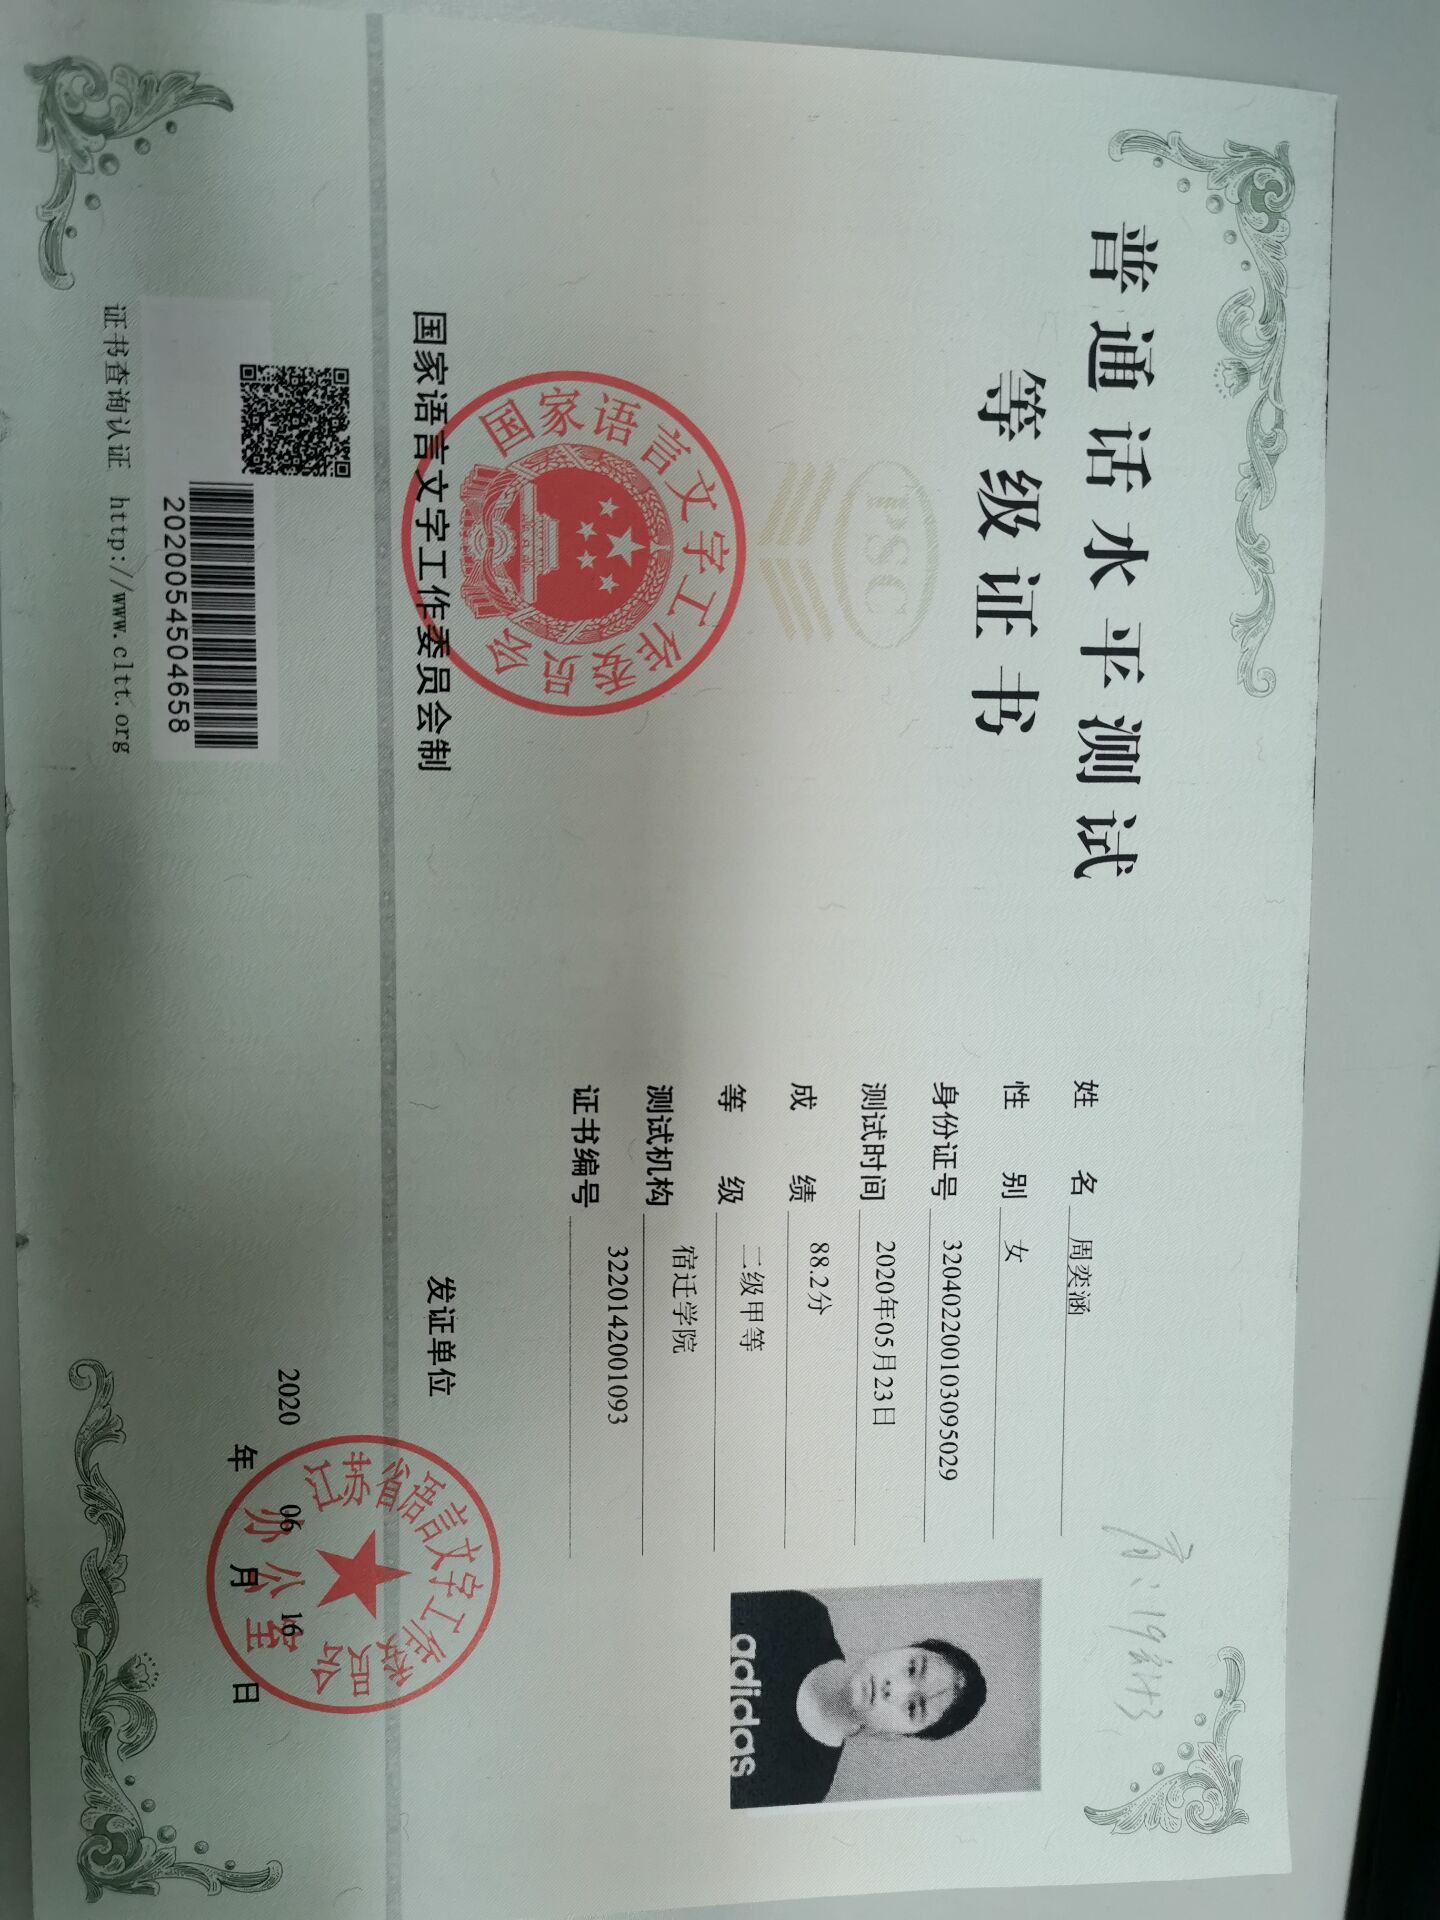 普通话水平测试
等级证书
PSC
国家语言文字工作委员会
国家语言文字工作委员会制
2020054504658
证书查询认证 http://www.cltt.org
姓名 周奕涵
性别 女
身份证号 320402200103095029
测试时间 2020年05月23日
成绩 88.2分
等级 二级甲等
测试机构 宿迁学院
证书编号 3220142001093
adidas
发证单位
江苏省语言文字工作委员会
办公室
2020 年 06 月 16 日